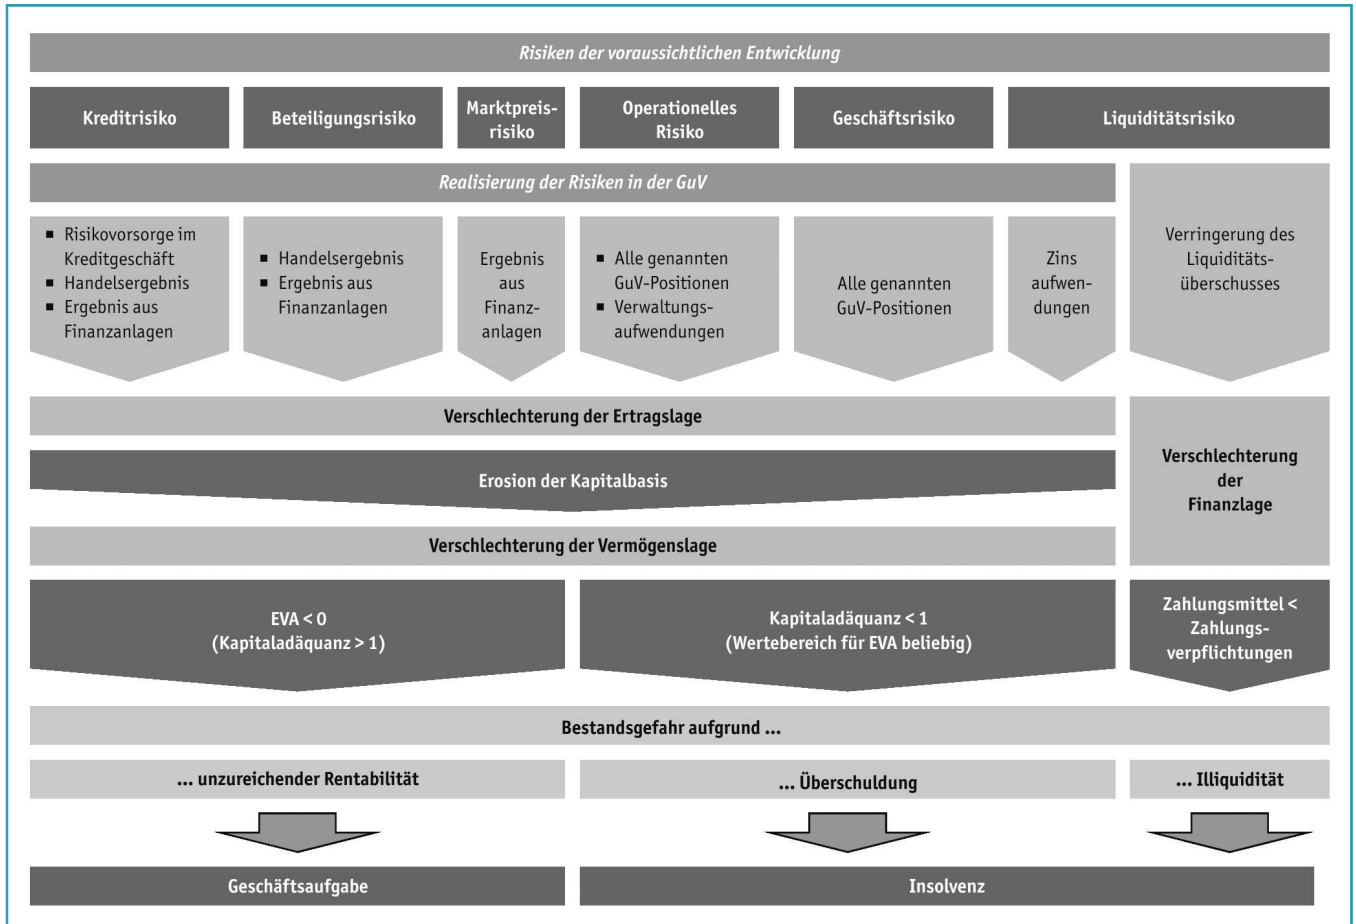 Risiken der voraussichtlichen Entwicklung
Kreditrisiko
Beteiligungsrisiko
Marktpreis-
risiko
Operationelles
Risiko
Geschäftsrisiko
Liquiditätsrisiko
Realisierung der Risiken in der GuV
▪ Risikovorsorge im
Kreditgeschäft
▪ Handelsergebnis
▪ Ergebnis aus
Finanzanlagen
▪ Handelsergebnis
▪ Ergebnis aus
Finanzanlagen
Ergebnis
aus
Finanz-
anlagen
▪ Alle genannten
GuV-Positionen
▪ Verwaltungs-
aufwendungen
Alle genannten
GuV-Positionen
Zins
aufwen-
dungen
Verringerung des
Liquiditäts-
überschusses
Verschlechterung der Ertragslage
Erosion der Kapitalbasis
Verschlechterung der Vermögenslage
Verschlechterung
der
Finanzlage
EVA < 0
(Kapitaladäquanz > 1)
Kapitaladäquanz < 1
(Wertebereich für EVA beliebig)
Zahlungsmittel <
Zahlungs-
verpflichtungen
Bestandsgefahr aufgrund ...
... unzureichender Rentabilität
... Überschuldung
... Illiquidität
Geschäftsaufgabe
Insolvenz